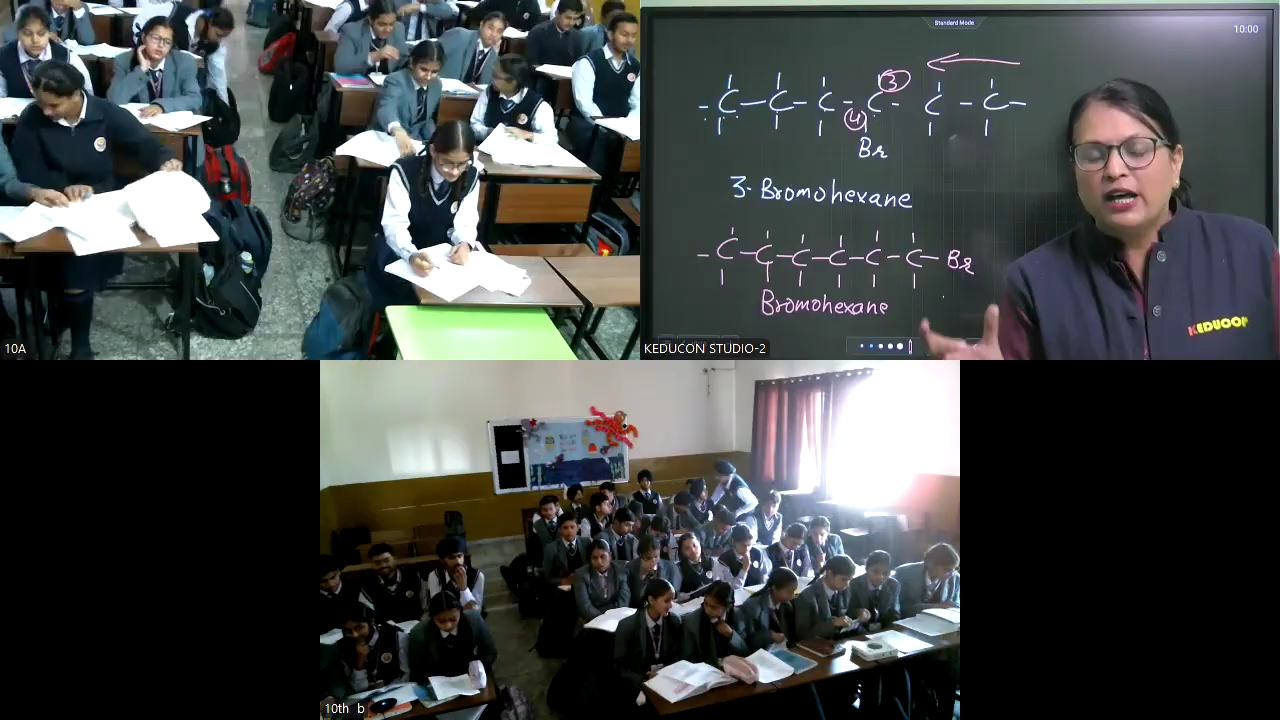 10A
Standard Mode
10:00
- C - C - C - C - C - C -
3
4
Br
3-Bromohexane
- C - C - C - C - C - C - Br
Bromohexane
KEDUCON
KEDUCON STUDIO-2
10th b